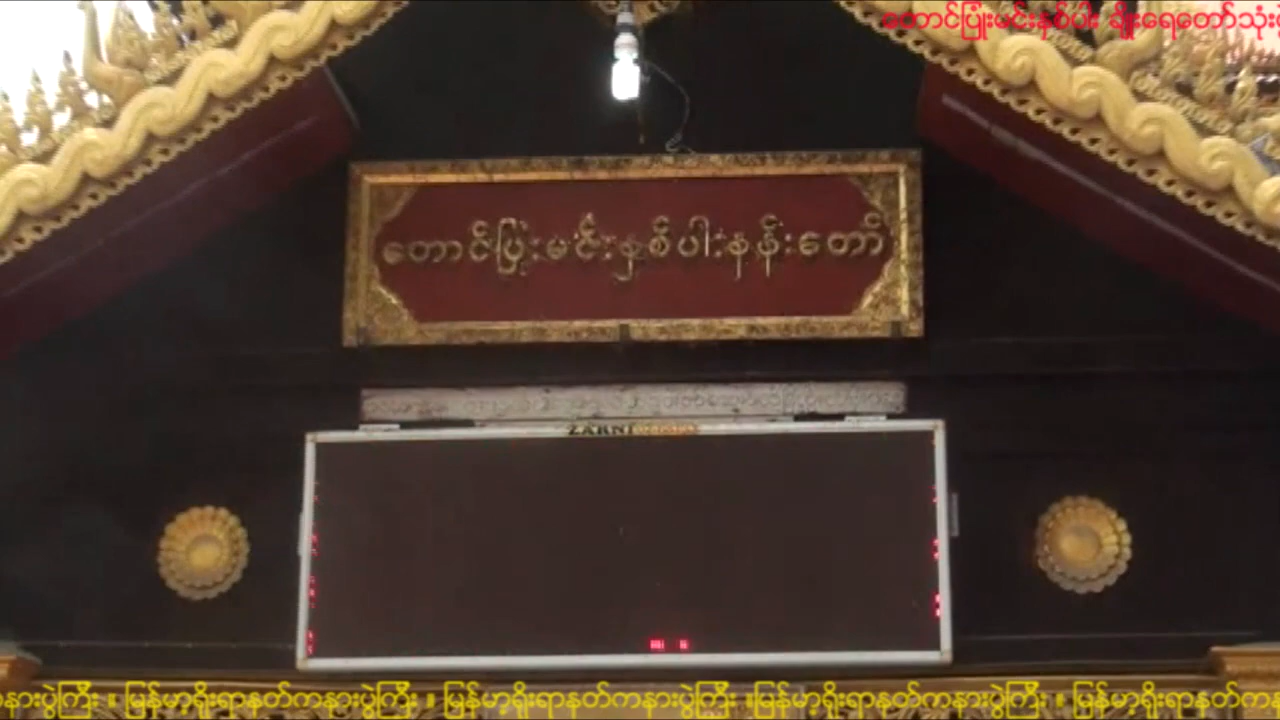 တောင်ပြုံးမင်းနှစ်ပါး ချိုးရေတော်သုံးပွဲ
တောင်ပြုံးမင်းနှစ်ပါးနန်းတော်
ZARNI
နားပွဲကြီး ။ မြန်မာ့ရိုးရာနတ်ကနားပွဲကြီး ။ မြန်မာ့ရိုးရာနတ်ကနားပွဲကြီး ။မြန်မာ့ရိုးရာနတ်ကနားပွဲကြီး ။ မြန်မာ့ရိုးရာနတ်ကန